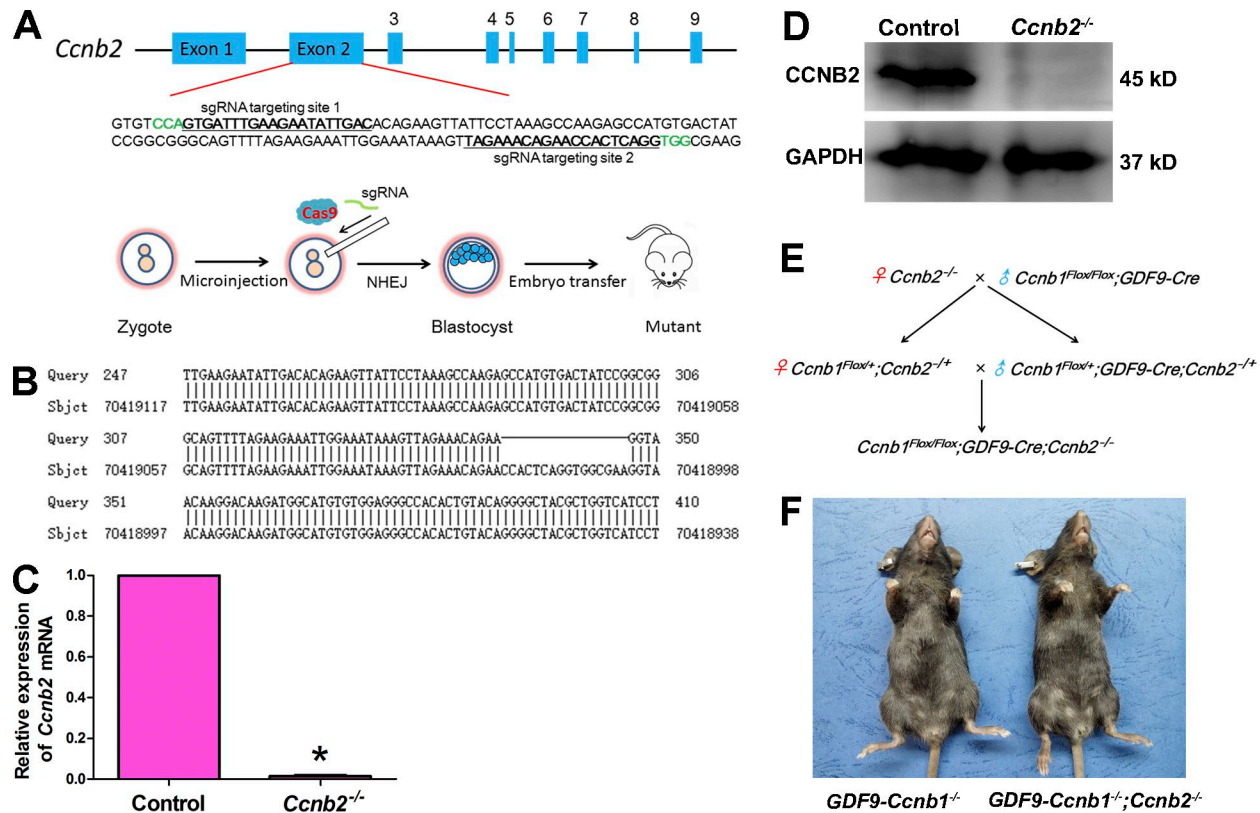 A
Ccnb2
Exon 1
Exon 2
3
4
5
6
7
8
9
sgRNA targeting site 1
GTGTCCAGTGATTTGAAGAATATTGACACAGAAGTTATTCCTAAAGCCAAGAGCCATGTGACTAT
CCGGCGGGCAGTTTTAGAAGAAATTGGAAATAAAGTTAGAAACAGAACCACTCAGGTGGCGAAG
sgRNA targeting site 2
Cas9
sgRNA
Microinjection
NHEJ
Embryo transfer
Zygote
Blastocyst
Mutant
B
Query 247 TTGAAGAATATTGACACAGAAGTTATTCCTAAAGCCAAGAGCCATGTGACTATCCGGCGG 306
Sbjct 70419117 TTGAAGAATATTGACACAGAAGTTATTCCTAAAGCCAAGAGCCATGTGACTATCCGGCGG 70419058
Query 307 GCAGTTTTAGAAGAAATTGGAAATAAAGTTAGAAACAGAA----------------GGTA 350
Sbjct 70419057 GCAGTTTTAGAAGAAATTGGAAATAAAGTTAGAAACAGAACCACTCAGGTGGCGAAGGTA 70418998
Query 351 ACAAGGACAAGATGGCATGTGTGTGGAGGGCCACACTGTACAGGGGCTACGCTGGTCATCCT 410
Sbjct 70418997 ACAAGGACAAGATGGCATGTGTGTGGAGGGCCACACTGTACAGGGGCTACGCTGGTCATCCT 70418938
C
Relative expression
of Ccnb2 mRNA
1.0
0.8
0.6
0.4
0.2
0.0
*
Control
Ccnb2-/-
D
Control
Ccnb2-/-
CCNB2
45 kD
GAPDH
37 kD
E
♀ Ccnb2-/- × ♂ Ccnb1Flox/Flox;GDF9-Cre
♀ Ccnb1Flox/+;Ccnb2-/+ × ♂ Ccnb1Flox/+;GDF9-Cre;Ccnb2-/+
Ccnb1Flox/Flox;GDF9-Cre;Ccnb2-/-
F
GDF9-Ccnb1-/-
GDF9-Ccnb1-/-;Ccnb2-/-